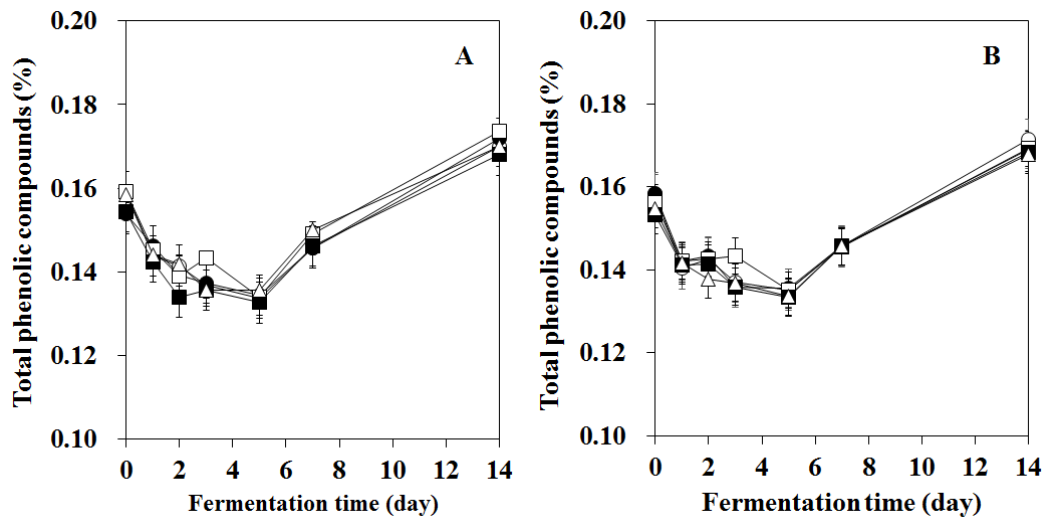 Total phenolic compounds (%)
0.20
0.18
0.16
0.14
0.12
0.10
A
0 2 4 6 8 10 12 14
Fermentation time (day)
Total phenolic compounds (%)
0.20
0.18
0.16
0.14
0.12
0.10
B
0 2 4 6 8 10 12 14
Fermentation time (day)